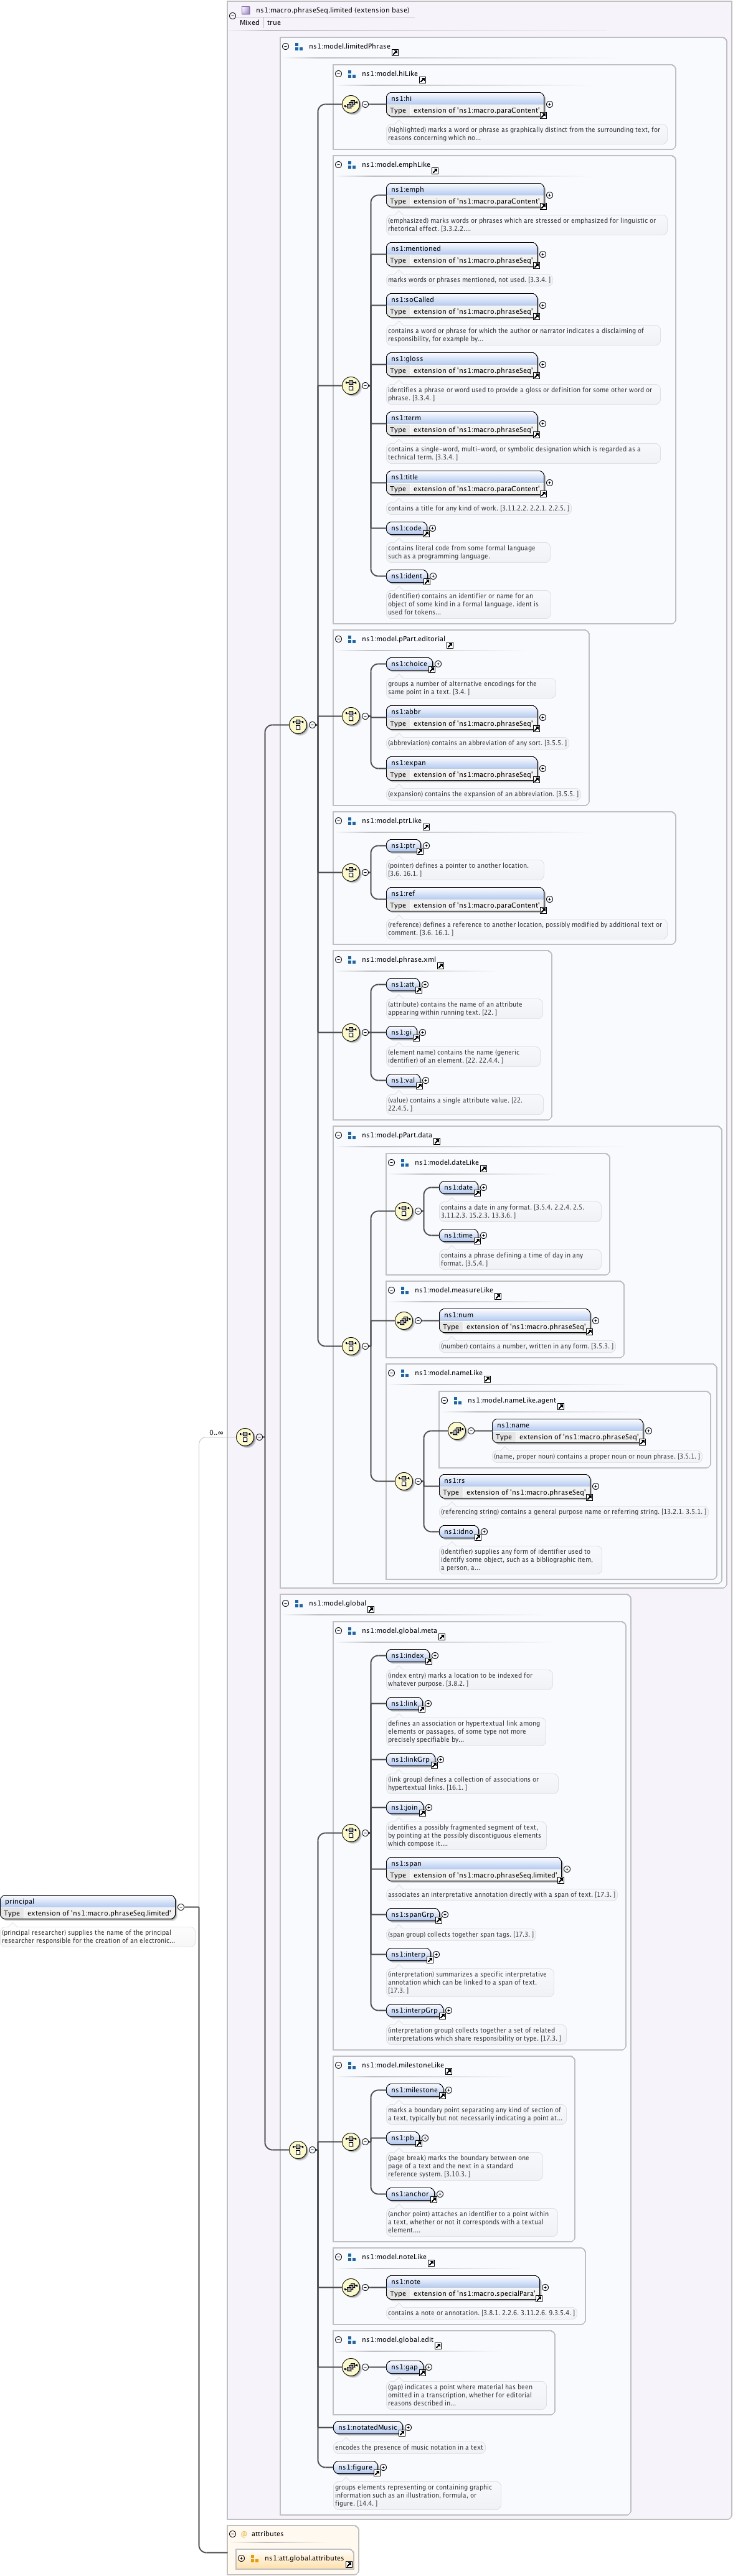 ns1:macro.phraseSeq.limited (extension base)
Mixed true
ns1:model.limitedPhrase
ns1:model.hiLike
ns1:hi
Type extension of 'ns1:macro.paraContent'
(highlighted) marks a word or phrase as graphically distinct from the surrounding text, for
reasons concerning which no...
ns1:model.emphLike
ns1:emph
Type extension of 'ns1:macro.paraContent'
(emphasized) marks words or phrases which are stressed or emphasized for linguistic or
rhetorical effect. [3.3.2.2....
ns1:mentioned
Type extension of 'ns1:macro.phraseSeq'
marks words or phrases mentioned, not used. [3.3.4. ]
ns1:soCalled
Type extension of 'ns1:macro.phraseSeq'
contains a word or phrase for which the author or narrator indicates a disclaiming of
responsibility, for example by...
ns1:gloss
Type extension of 'ns1:macro.phraseSeq'
identifies a phrase or word used to provide a gloss or definition for some other word or
phrase. [3.3.4. ]
ns1:term
Type extension of 'ns1:macro.phraseSeq'
contains a single-word, multi-word, or symbolic designation which is regarded as a
technical term. [3.3.4. ]
ns1:title
Type extension of 'ns1:macro.paraContent'
contains a title for any kind of work. [3.11.2.2. 2.2.1. 2.2.5. ]
ns1:code
contains literal code from some formal language
such as a programming language.
ns1:ident
(identifier) contains an identifier or name for an
object of some kind in a formal language. ident is
used for tokens...
ns1:model.pPart.editorial
ns1:choice
groups a number of alternative encodings for the
same point in a text. [3.4. ]
ns1:abbr
Type extension of 'ns1:macro.phraseSeq'
(abbreviation) contains an abbreviation of any sort. [3.5.5. ]
ns1:expan
Type extension of 'ns1:macro.phraseSeq'
(expansion) contains the expansion of an abbreviation. [3.5.5. ]
ns1:model.ptrLike
ns1:ptr
(pointer) defines a pointer to another location.
[3.6. 16.1. ]
ns1:ref
Type extension of 'ns1:macro.paraContent'
(reference) defines a reference to another location, possibly modified by additional text or
comment. [3.6. 16.1. ]
ns1:model.phrase.xml
ns1:att
(attribute) contains the name of an attribute
appearing within running text. [22. ]
ns1:gi
(element name) contains the name (generic
identifier) of an element. [22. 22.4.4. ]
ns1:val
(value) contains a single attribute value. [22.
22.4.5. ]
ns1:model.pPart.data
ns1:model.dateLike
ns1:date
contains a date in any format. [3.5.4. 2.2.4. 2.5.
3.11.2.3. 15.2.3. 13.3.6. ]
ns1:time
contains a phrase defining a time of day in any
format. [3.5.4. ]
ns1:model.measureLike
ns1:num
Type extension of 'ns1:macro.phraseSeq'
(number) contains a number, written in any form. [3.5.3. ]
ns1:model.nameLike
ns1:model.nameLike.agent
ns1:name
Type extension of 'ns1:macro.phraseSeq'
(name, proper noun) contains a proper noun or noun phrase. [3.5.1. ]
0..∞
ns1:rs
Type extension of 'ns1:macro.phraseSeq'
(referencing string) contains a general purpose name or referring string. [13.2.1. 3.5.1. ]
ns1:idno
(identifier) supplies any form of identifier used to
identify some object, such as a bibliographic item,
a person, a...
ns1:model.global
ns1:model.global.meta
ns1:index
(index entry) marks a location to be indexed for
whatever purpose. [3.8.2. ]
ns1:link
defines an association or hypertextual link among
elements or passages, of some type not more
precisely specifiable by...
ns1:linkGrp
(link group) defines a collection of associations or
hypertextual links. [16.1. ]
ns1:join
identifies a possibly fragmented segment of text,
by pointing at the possibly discontiguous elements
which compose it....
ns1:span
Type extension of 'ns1:macro.phraseSeq.limited'
associates an interpretative annotation directly with a span of text. [17.3. ]
principal
Type extension of 'ns1:macro.phraseSeq.limited'
(principal researcher) supplies the name of the principal
researcher responsible for the creation of an electronic...
ns1:spanGrp
(span group) collects together span tags. [17.3. ]
ns1:interp
(interpretation) summarizes a specific interpretative
annotation which can be linked to a span of text.
[17.3. ]
ns1:interpGrp
(interpretation group) collects together a set of related
interpretations which share responsibility or type. [17.3. ]
ns1:model.milestoneLike
ns1:milestone
marks a boundary point separating any kind of section of
a text, typically but not necessarily indicating a point at...
ns1:pb
(page break) marks the boundary between one
page of a text and the next in a standard
reference system. [3.10.3. ]
ns1:anchor
(anchor point) attaches an identifier to a point within
a text, whether or not it corresponds with a textual
element....
ns1:model.noteLike
ns1:note
Type extension of 'ns1:macro.specialPara'
contains a note or annotation. [3.8.1. 2.2.6. 3.11.2.6. 9.3.5.4. ]
ns1:model.global.edit
ns1:gap
(gap) indicates a point where material has been
omitted in a transcription, whether for editorial
reasons described in...
ns1:notatedMusic
encodes the presence of music notation in a text
ns1:figure
groups elements representing or containing graphic
information such as an illustration, formula, or
figure. [14.4. ]
@ attributes
ns1:att.global.attributes